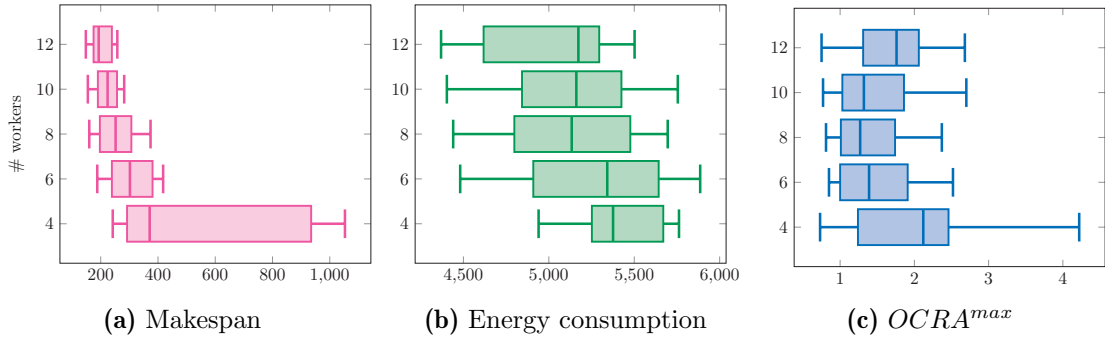 # workers
12
10
8
6
4
200 400 600 800 1,000
(a) Makespan
12
10
8
6
4
4,500 5,000 5,500 6,000
(b) Energy consumption
12
10
8
6
4
1 2 3 4
(c) OCRA^max